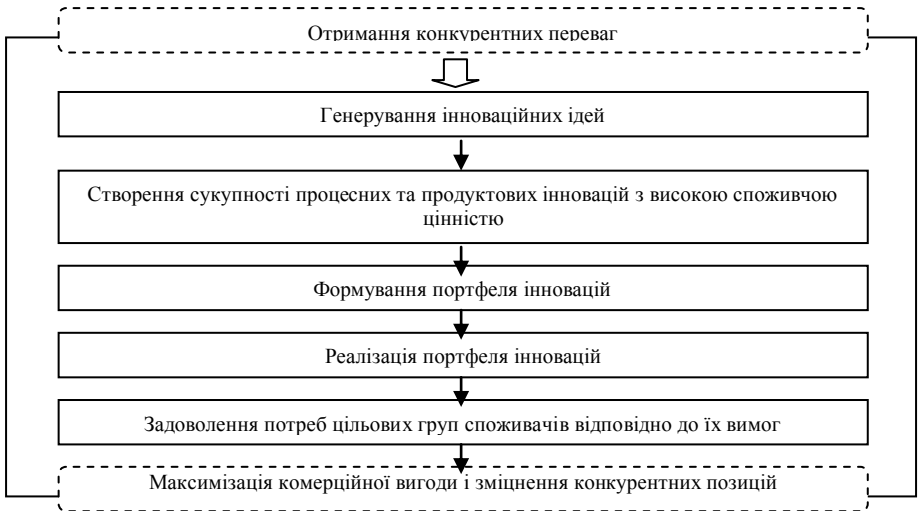 Отримання конкурентних переваг
Генерування інноваційних ідей
Створення сукупності процесних та продуктових інновацій з високою споживчою
цінністю
Формування портфеля інновацій
Реалізація портфеля інновацій
Задоволення потреб цільових груп споживачів відповідно до їх вимог
Максимізація комерційної вигоди і зміцнення конкурентних позицій